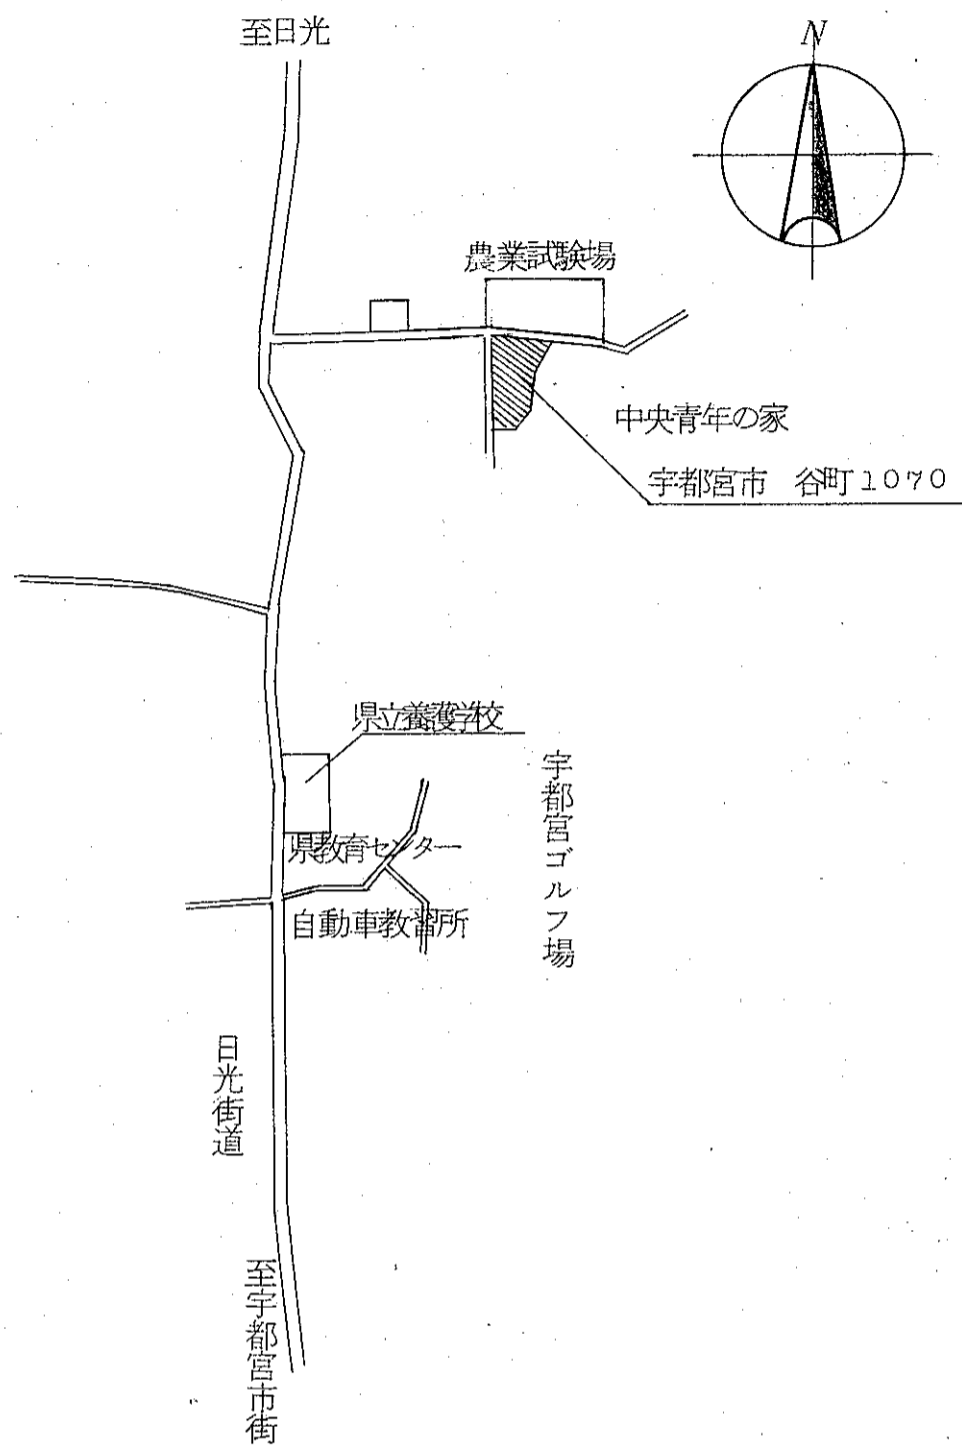 至日光
N
農業試験場
中央青年の家
宇都宮市　谷町1070
県立養護学校
宇都宮ゴルフ場
県教育センター
自動車教習所
日光街道
至宇都宮市街